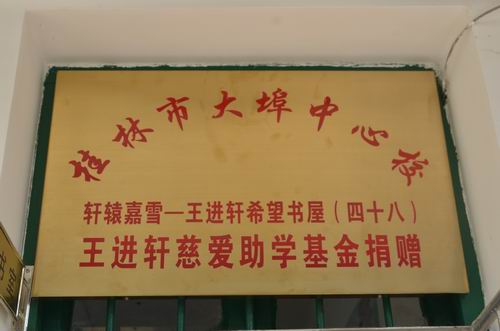 桂林市大埠中心校
轩辕嘉雪—王进轩希望书屋（四十八）
王进轩慈爱助学基金捐赠